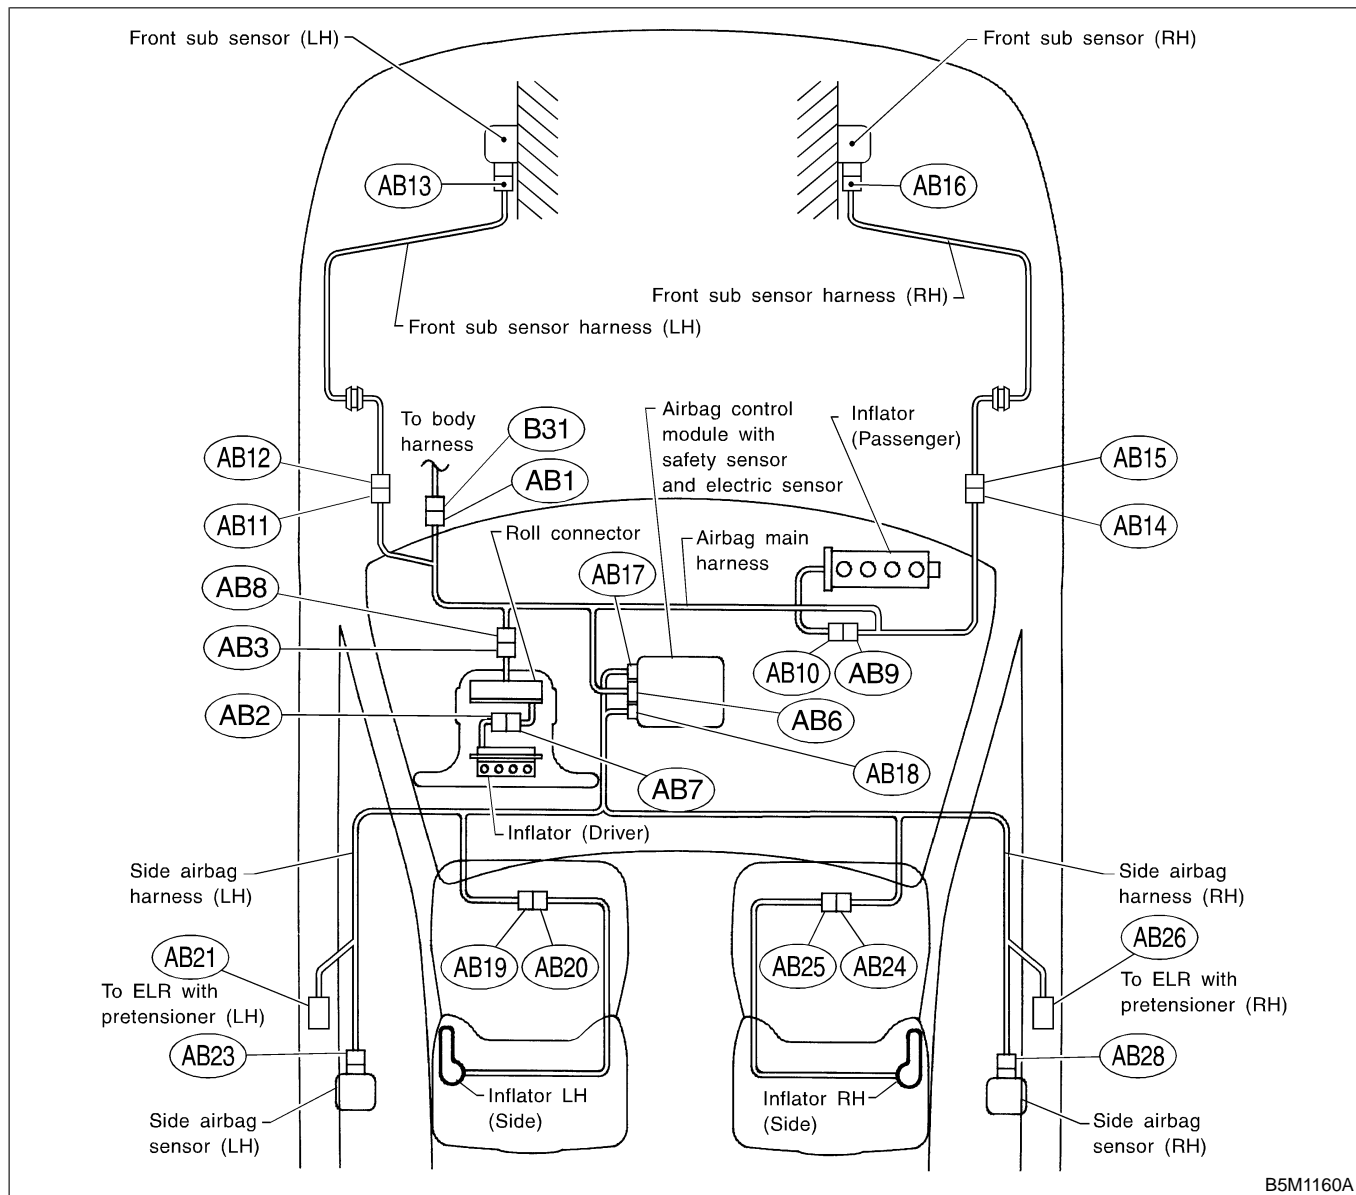 Front sub sensor (LH)
Front sub sensor (RH)
AB13
AB16
Front sub sensor harness (RH)
Front sub sensor harness (LH)
To body
harness
B31
AB1
Airbag control
module with
safety sensor
and electric sensor
Inflator
(Passenger)
AB12
AB11
AB15
AB14
Roll connector
Airbag main
harness
AB17
AB8
AB3
AB2
AB10
AB9
AB6
AB18
AB7
Inflator (Driver)
Side airbag
harness (LH)
Side airbag
harness (RH)
AB19
AB20
AB25
AB24
AB21
To ELR with
pretensioner (LH)
AB26
To ELR with
pretensioner (RH)
AB23
AB28
Inflator LH
(Side)
Inflator RH
(Side)
Side airbag
sensor (LH)
Side airbag
sensor (RH)
B5M1160A